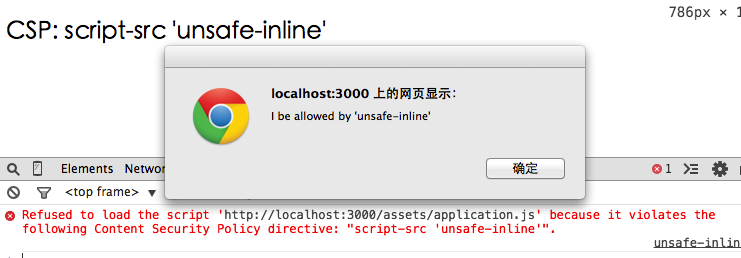 786px × 1
CSP: script-src 'unsafe-inline'
localhost:3000 上的网页显示：
I be allowed by 'unsafe-inline'
确定
Elements Networ
1
<top frame> ▼
Refused to load the script 'http://localhost:3000/assets/application.js' because it violates the
following Content Security Policy directive: "script-src 'unsafe-inline'".
unsafe-inlin